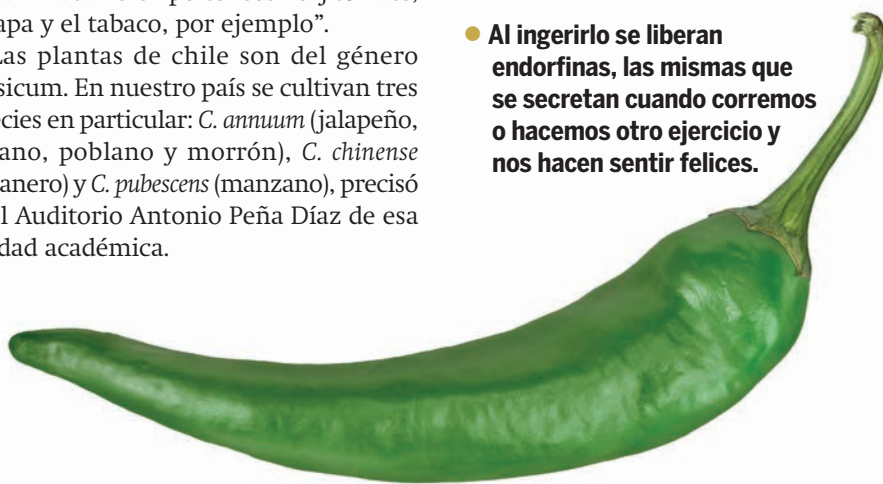 apa y el tabaco, por ejemplo”.
Las plantas de chile son del género
sicum. En nuestro país se cultivan tres
ecies en particular: C. annuum (jalapeño,
ano, poblano y morrón), C. chinense
anero) y C. pubescens (manzano), precisó
l Auditorio Antonio Peña Díaz de esa
dad académica.
• Al ingerirlo se liberan
endorfinas, las mismas que
se secretan cuando corremos
o hacemos otro ejercicio y
nos hacen sentir felices.